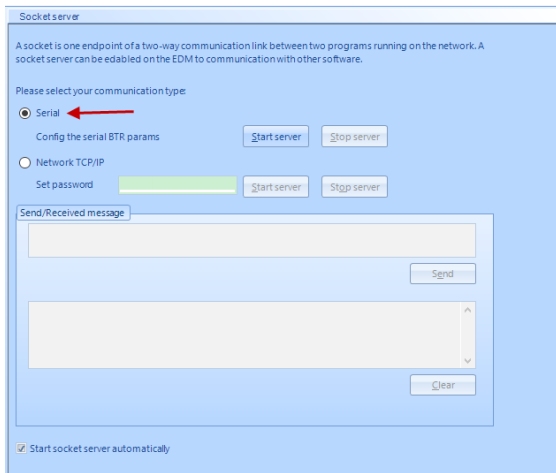 Socket server
A socket is one endpoint of a two-way communication link between two programs running on the network. A
socket server can be edabled on the EDM to communication with other software.
Please select your communication type:
Serial
Config the serial BTR params
Start server
Stop server
Network TCP/IP
Set password
Start server
Stop server
Send/Received message
Send
Clear
Start socket server automatically